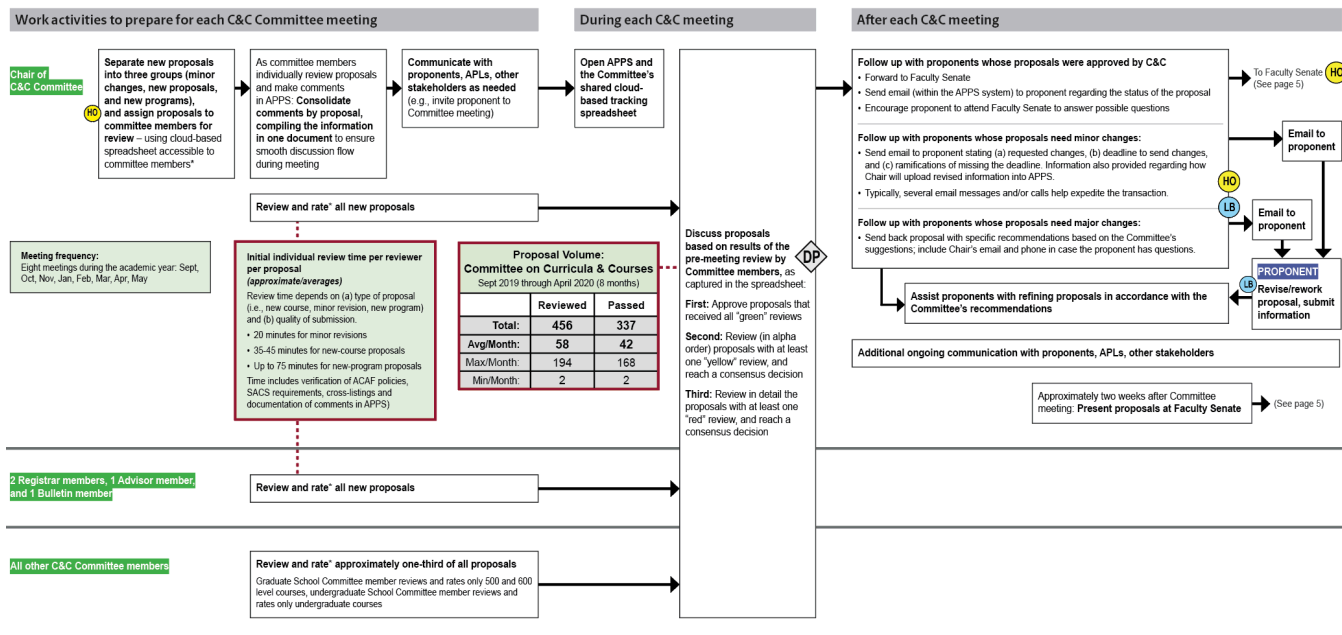 Work activities to prepare for each C&C Committee meeting
During each C&C meeting
After each C&C meeting
Chair of
C&C Committee
HO
Separate new proposals
into three groups (minor
changes, new proposals,
and new programs),
and assign proposals to
committee members for
review – using cloud-based
spreadsheet accessible to
committee members*
As committee members
individually review proposals
and make comments
in APPS: Consolidate
comments by proposal,
compiling the information
in one document to ensure
smooth discussion flow
during meeting
Communicate with
proponents, APLs, other
stakeholders as needed
(e.g., invite proponent to
Committee meeting)
Open APPS and
the Committee's
shared cloud-
based tracking
spreadsheet
Review and rate* all new proposals
Meeting frequency:
Eight meetings during the academic year: Sept,
Oct, Nov, Jan, Feb, Mar, Apr, May
Initial individual review time per reviewer
per proposal
(approximate/averages)
Review time depends on (a) type of proposal
(i.e., new course, minor revision, new program)
and (b) quality of submission.
• 20 minutes for minor revisions
• 35-45 minutes for new-course proposals
• Up to 75 minutes for new-program proposals
Time includes verification of ACAF policies,
SACS requirements, cross-listings and
documentation of comments in APPS)
Proposal Volume:
Committee on Curricula & Courses
Sept 2019 through April 2020 (8 months)
Reviewed Passed
Total: 456 337
Avg/Month: 58 42
Max/Month: 194 168
Min/Month: 2 2
Discuss proposals
based on results of the
pre-meeting review by
Committee members, as
captured in the spreadsheet:
First: Approve proposals that
received all "green" reviews
Second: Review (in alpha
order) proposals with at least
one "yellow" review, and
reach a consensus decision
Third: Review in detail the
proposals with at least one
"red" review, and reach a
consensus decision
DP
Follow up with proponents whose proposals were approved by C&C
• Forward to Faculty Senate
• Send email (within the APPS system) to proponent regarding the status of the proposal
• Encourage proponent to attend Faculty Senate to answer possible questions
To Faculty Senate
(See page 5)
HO
Follow up with proponents whose proposals need minor changes:
• Send email to proponent stating (a) requested changes, (b) deadline to send changes,
and (c) ramifications of missing the deadline. Information also provided regarding how
Chair will upload revised information into APPS.
• Typically, several email messages and/or calls help expedite the transaction.
Email to
proponent
HO
LB
Follow up with proponents whose proposals need major changes:
• Send back proposal with specific recommendations based on the Committee's
suggestions; include Chair's email and phone in case the proponent has questions.
Email to
proponent
LB
PROPONENT
Revise/rework
proposal, submit
information
Assist proponents with refining proposals in accordance with the
Committee's recommendations
Additional ongoing communication with proponents, APLs, other stakeholders
Approximately two weeks after Committee
meeting: Present proposals at Faculty Senate
(See page 5)
2 Registrar members, 1 Advisor member,
and 1 Bulletin member
Review and rate* all new proposals
All other C&C Committee members
Review and rate* approximately one-third of all proposals
Graduate School Committee member reviews and rates only 500 and 600
level courses, undergraduate School Committee member reviews and
rates only undergraduate courses